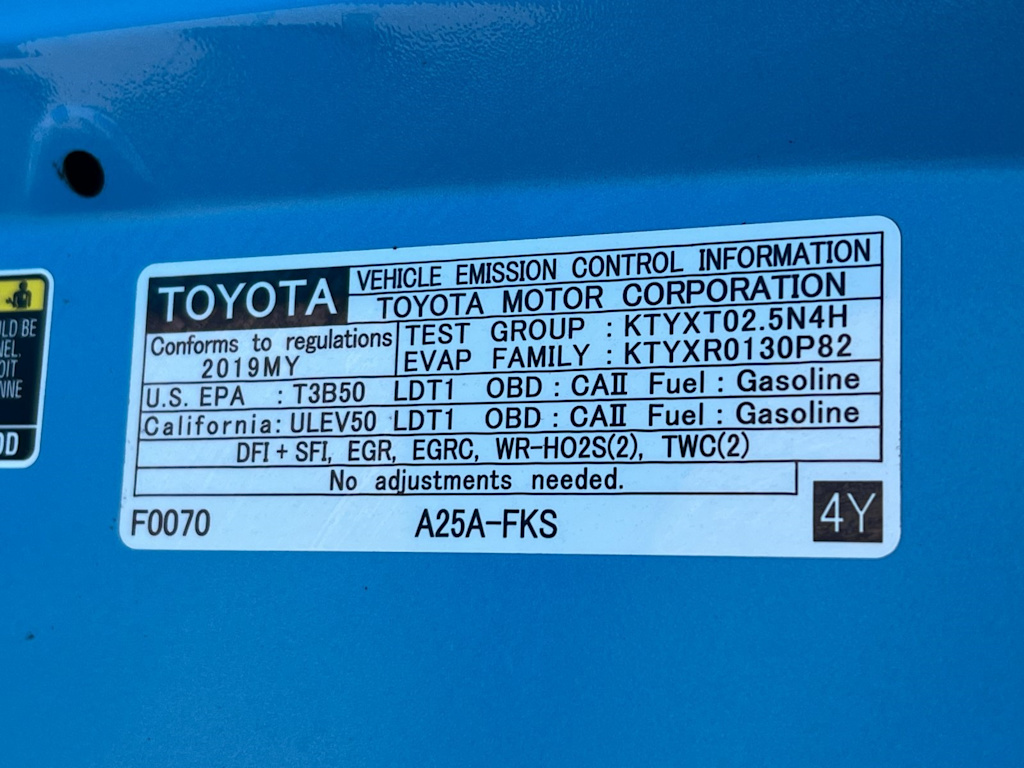 TOYOTA VEHICLE EMISSION CONTROL INFORMATION
TOYOTA MOTOR CORPORATION
Conforms to regulations
2019MY
TEST GROUP : KTYXT02.5N4H
EVAP FAMILY : KTYXR0130P82
U.S. EPA : T3B50 LDT1 OBD : CAⅡ Fuel : Gasoline
California: ULEV50 LDT1 OBD : CAⅡ Fuel : Gasoline
DFI + SFI, EGR, EGRC, WR-HO2S(2), TWC(2)
No adjustments needed.
F0070 A25A-FKS 4Y
BE